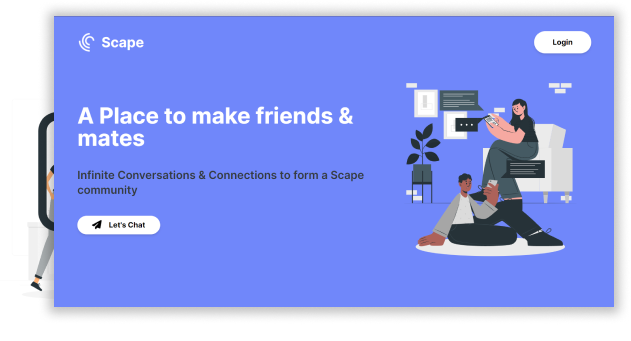 Scape
Login
A Place to make friends &
mates
Infinite Conversations & Connections to form a Scape
community
Let's Chat